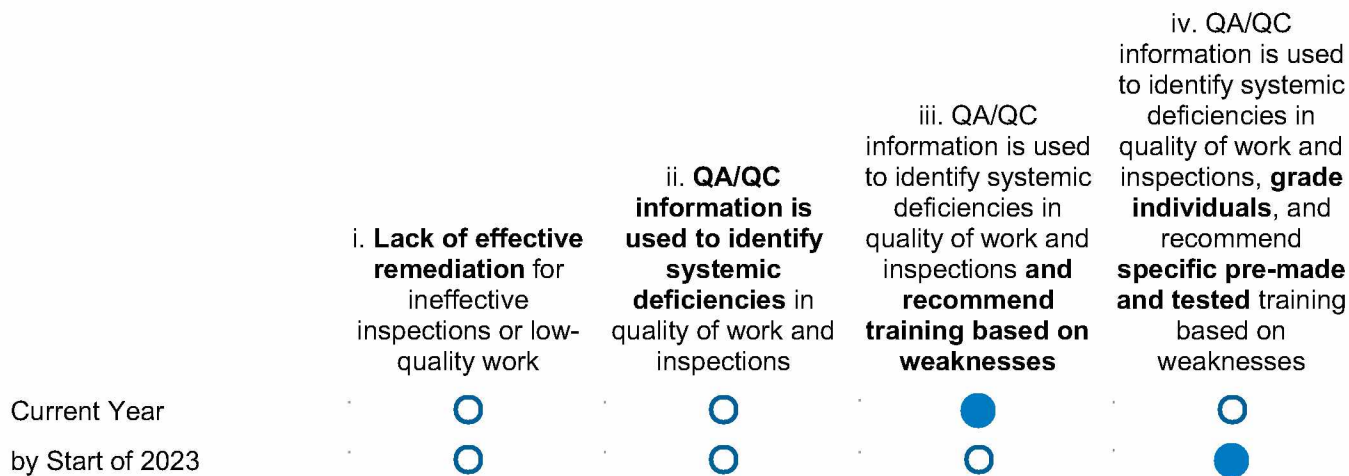 i. Lack of effective
remediation for
ineffective
inspections or low-
quality work
ii. QA/QC
information is
used to identify
systemic
deficiencies in
quality of work and
inspections
iii. QA/QC
information is used
to identify systemic
deficiencies in
quality of work and
inspections and
recommend
training based on
weaknesses
iv. QA/QC
information is used
to identify systemic
deficiencies in
quality of work and
inspections, grade
individuals, and
recommend
specific pre-made
and tested training
based on
weaknesses
Current Year
by Start of 2023